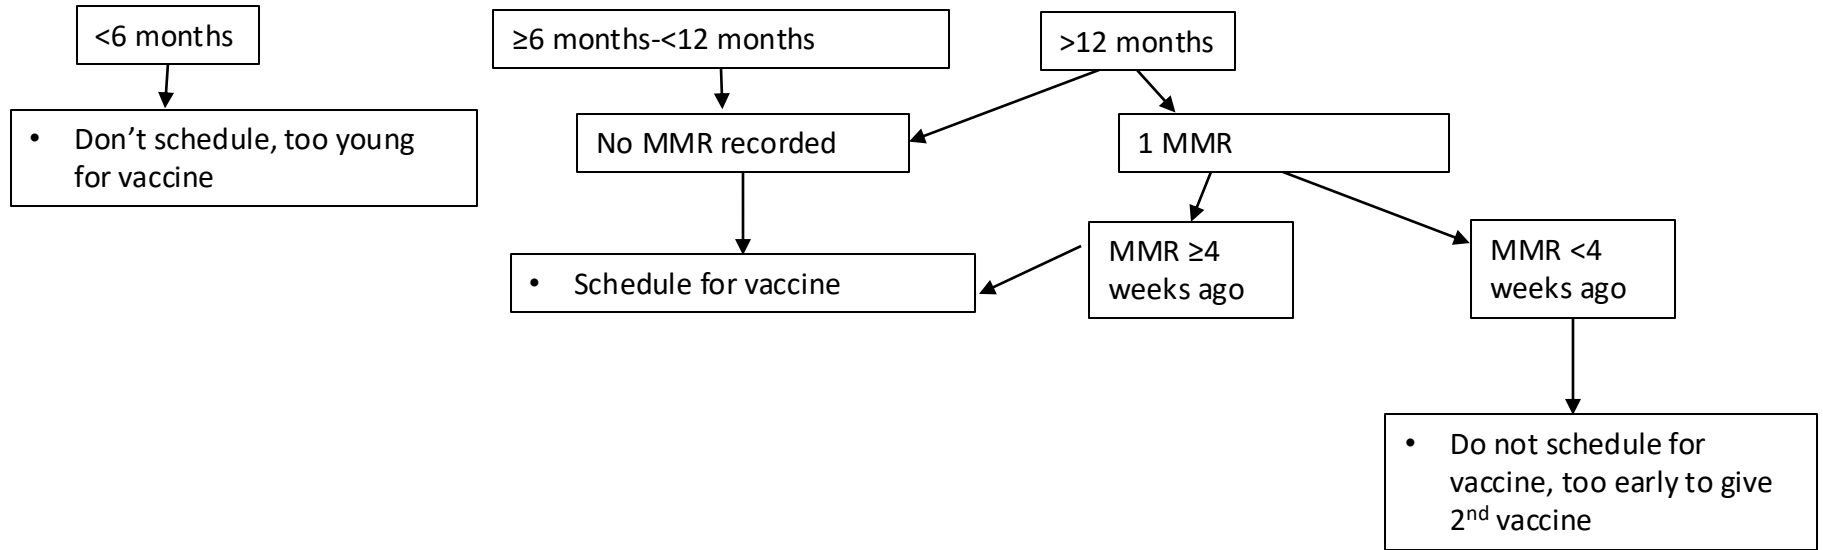 <6 months
≥6 months-<12 months
>12 months
• Don’t schedule, too young
for vaccine
No MMR recorded
1 MMR
• Schedule for vaccine
MMR ≥4
weeks ago
MMR <4
weeks ago
• Do not schedule for
vaccine, too early to give
2nd vaccine